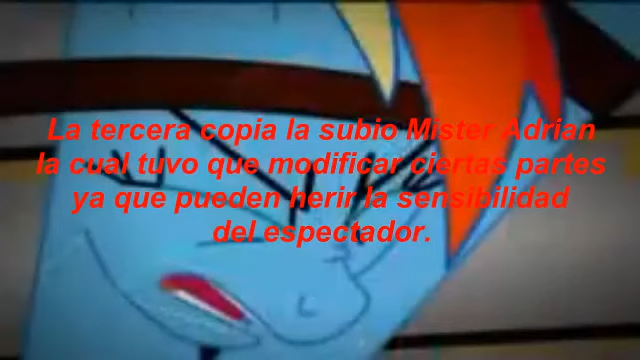 La tercera copia la subio Mister Adrian
la cual tuvo que modificar ciertas partes
ya que pueden herir la sensibilidad
del espectador.